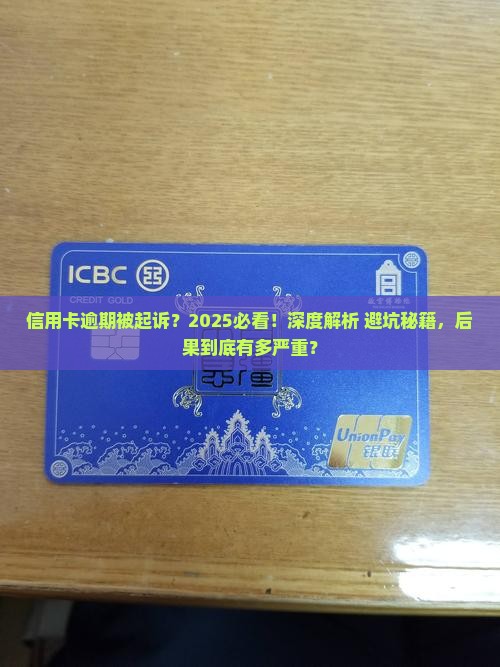 ICBC
CREDIT GOLD
信用卡逾期被起诉？2025必看！深度解析 避坑秘籍，后
果到底有多严重？
UnionPay
银联